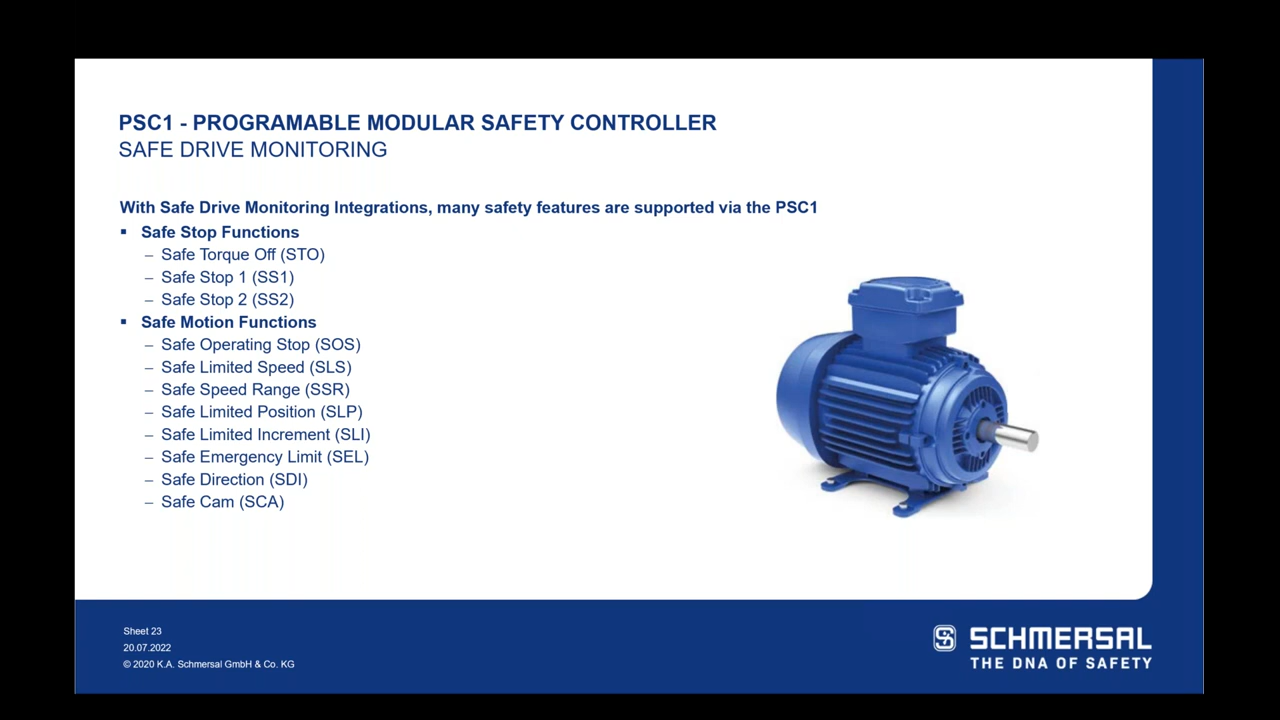 PSC1 - PROGRAMABLE MODULAR SAFETY CONTROLLER
SAFE DRIVE MONITORING
With Safe Drive Monitoring Integrations, many safety features are supported via the PSC1
▪ Safe Stop Functions
– Safe Torque Off (STO)
– Safe Stop 1 (SS1)
– Safe Stop 2 (SS2)
▪ Safe Motion Functions
– Safe Operating Stop (SOS)
– Safe Limited Speed (SLS)
– Safe Speed Range (SSR)
– Safe Limited Position (SLP)
– Safe Limited Increment (SLI)
– Safe Emergency Limit (SEL)
– Safe Direction (SDI)
– Safe Cam (SCA)
Sheet 23
20.07.2022
© 2020 K.A. Schmersal GmbH & Co. KG
SCHMERSAL
THE DNA OF SAFETY